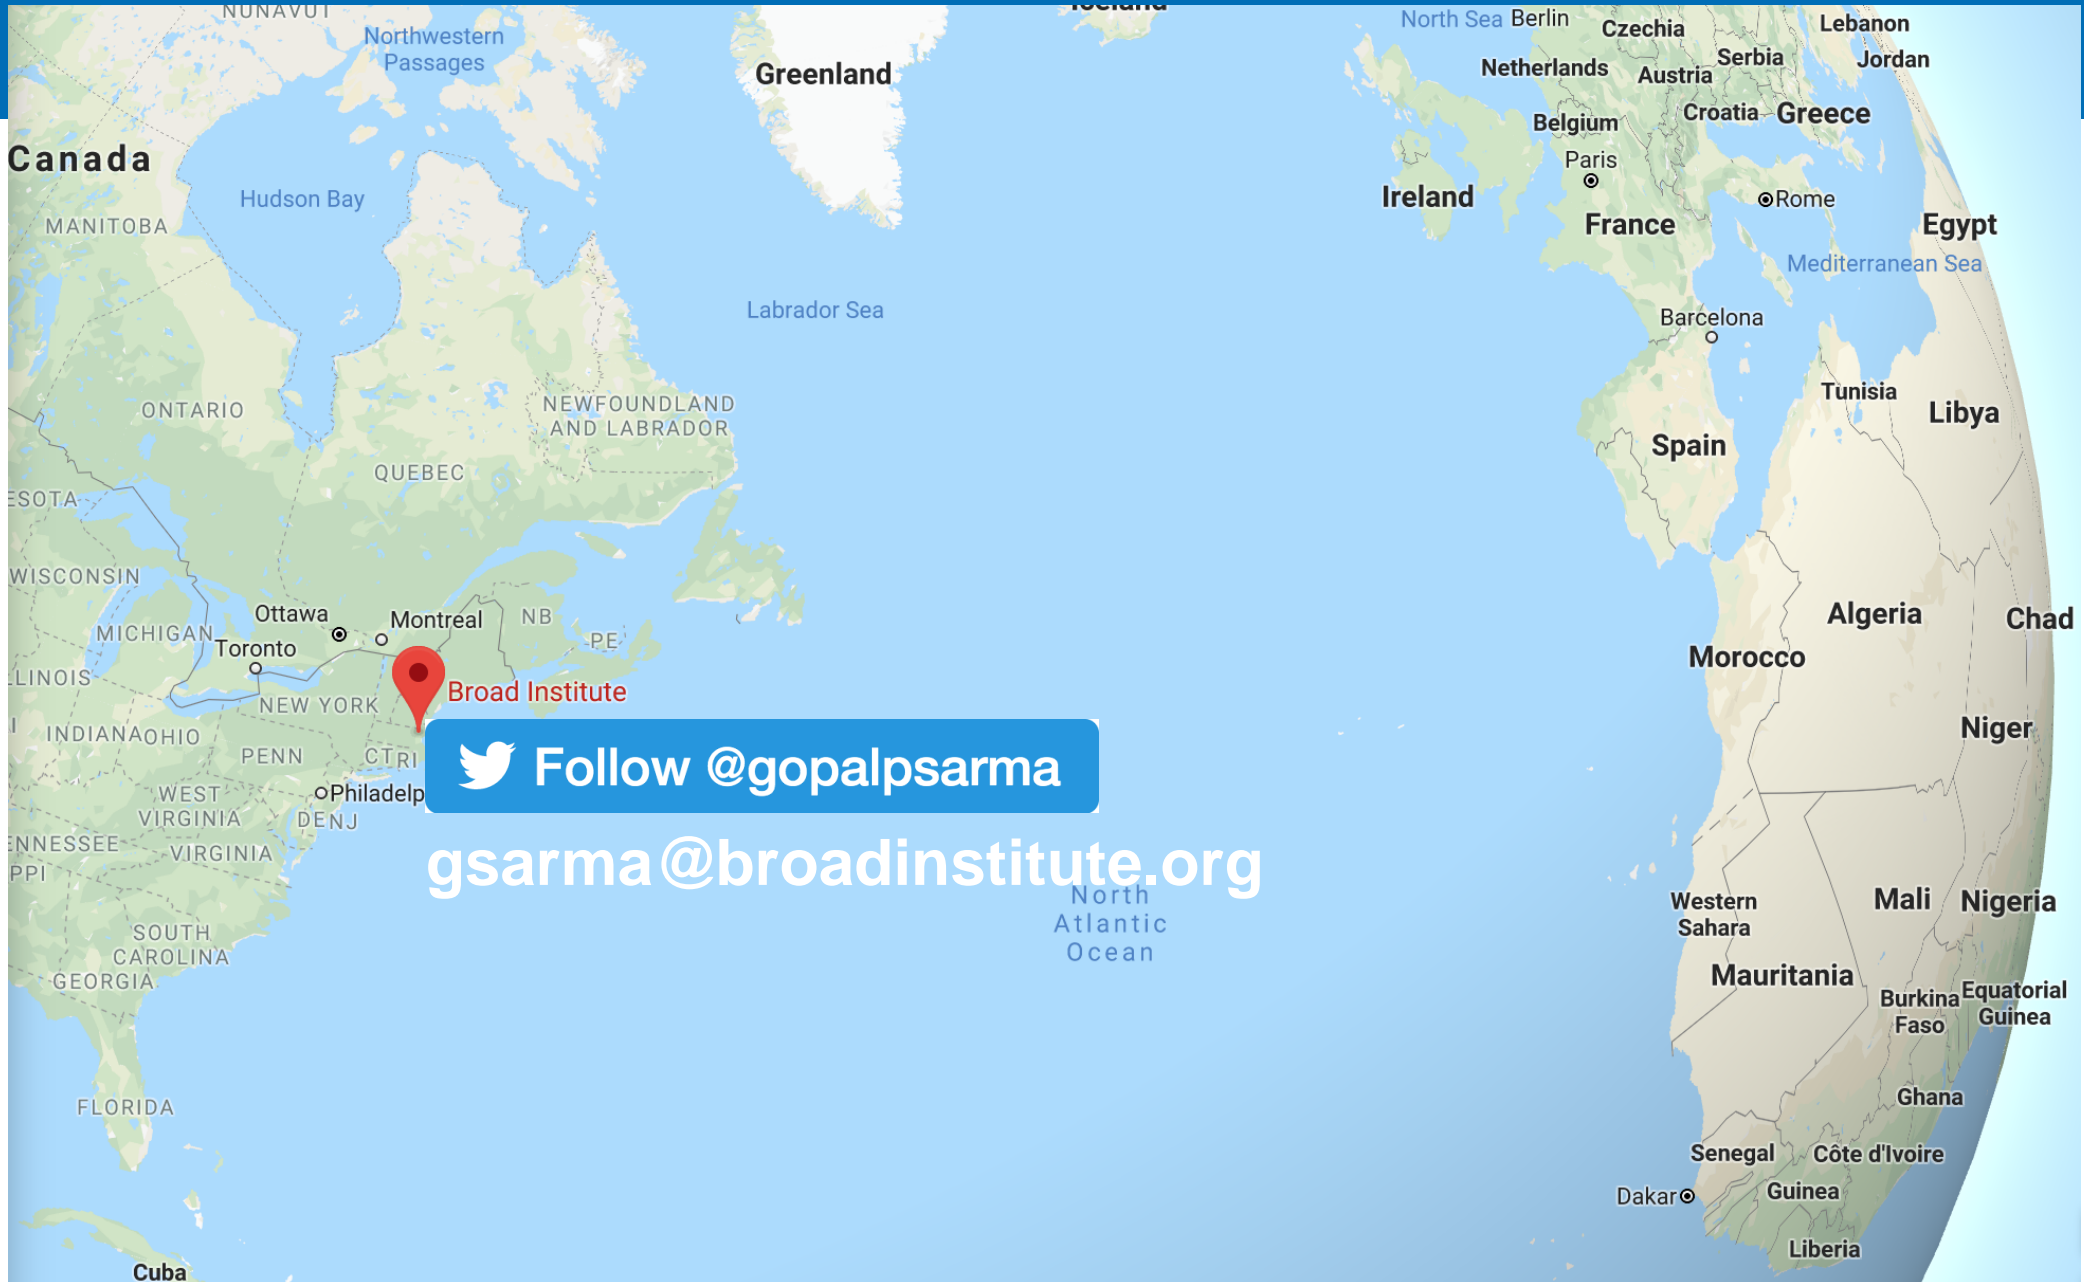 NUNAVUT
Northwestern
Passages
Greenland
Iceland
North Sea
Berlin
Czechia
Lebanon
Netherlands
Austria
Serbia
Jordan
Belgium
Croatia
Greece
Paris
Canada
Hudson Bay
MANITOBA
Ireland
France
Rome
Egypt
Mediterranean Sea
Labrador Sea
Barcelona
ONTARIO
NEWFOUNDLAND
AND LABRADOR
Tunisia
Libya
Spain
QUEBEC
ESOTA
WISCONSIN
Ottawa
Montreal
NB
MICHIGAN
Toronto
PE
Algeria
Chad
Morocco
LLINOIS
NEW YORK
Broad Institute
INDIANA
OHIO
PENN
CT
RI
Niger
Follow @gopalpsarma
WEST
VIRGINIA
Philadelp
DE
NJ
ENNESSEE
VIRGINIA
PPI
gsarma@broadinstitute.org
North
Atlantic
Ocean
Western
Sahara
Mali
Nigeria
SOUTH
CAROLINA
GEORGIA
Mauritania
Burkina
Faso
Equatorial
Guinea
FLORIDA
Ghana
Senegal
Côte d'Ivoire
Dakar
Guinea
Liberia
Cuba